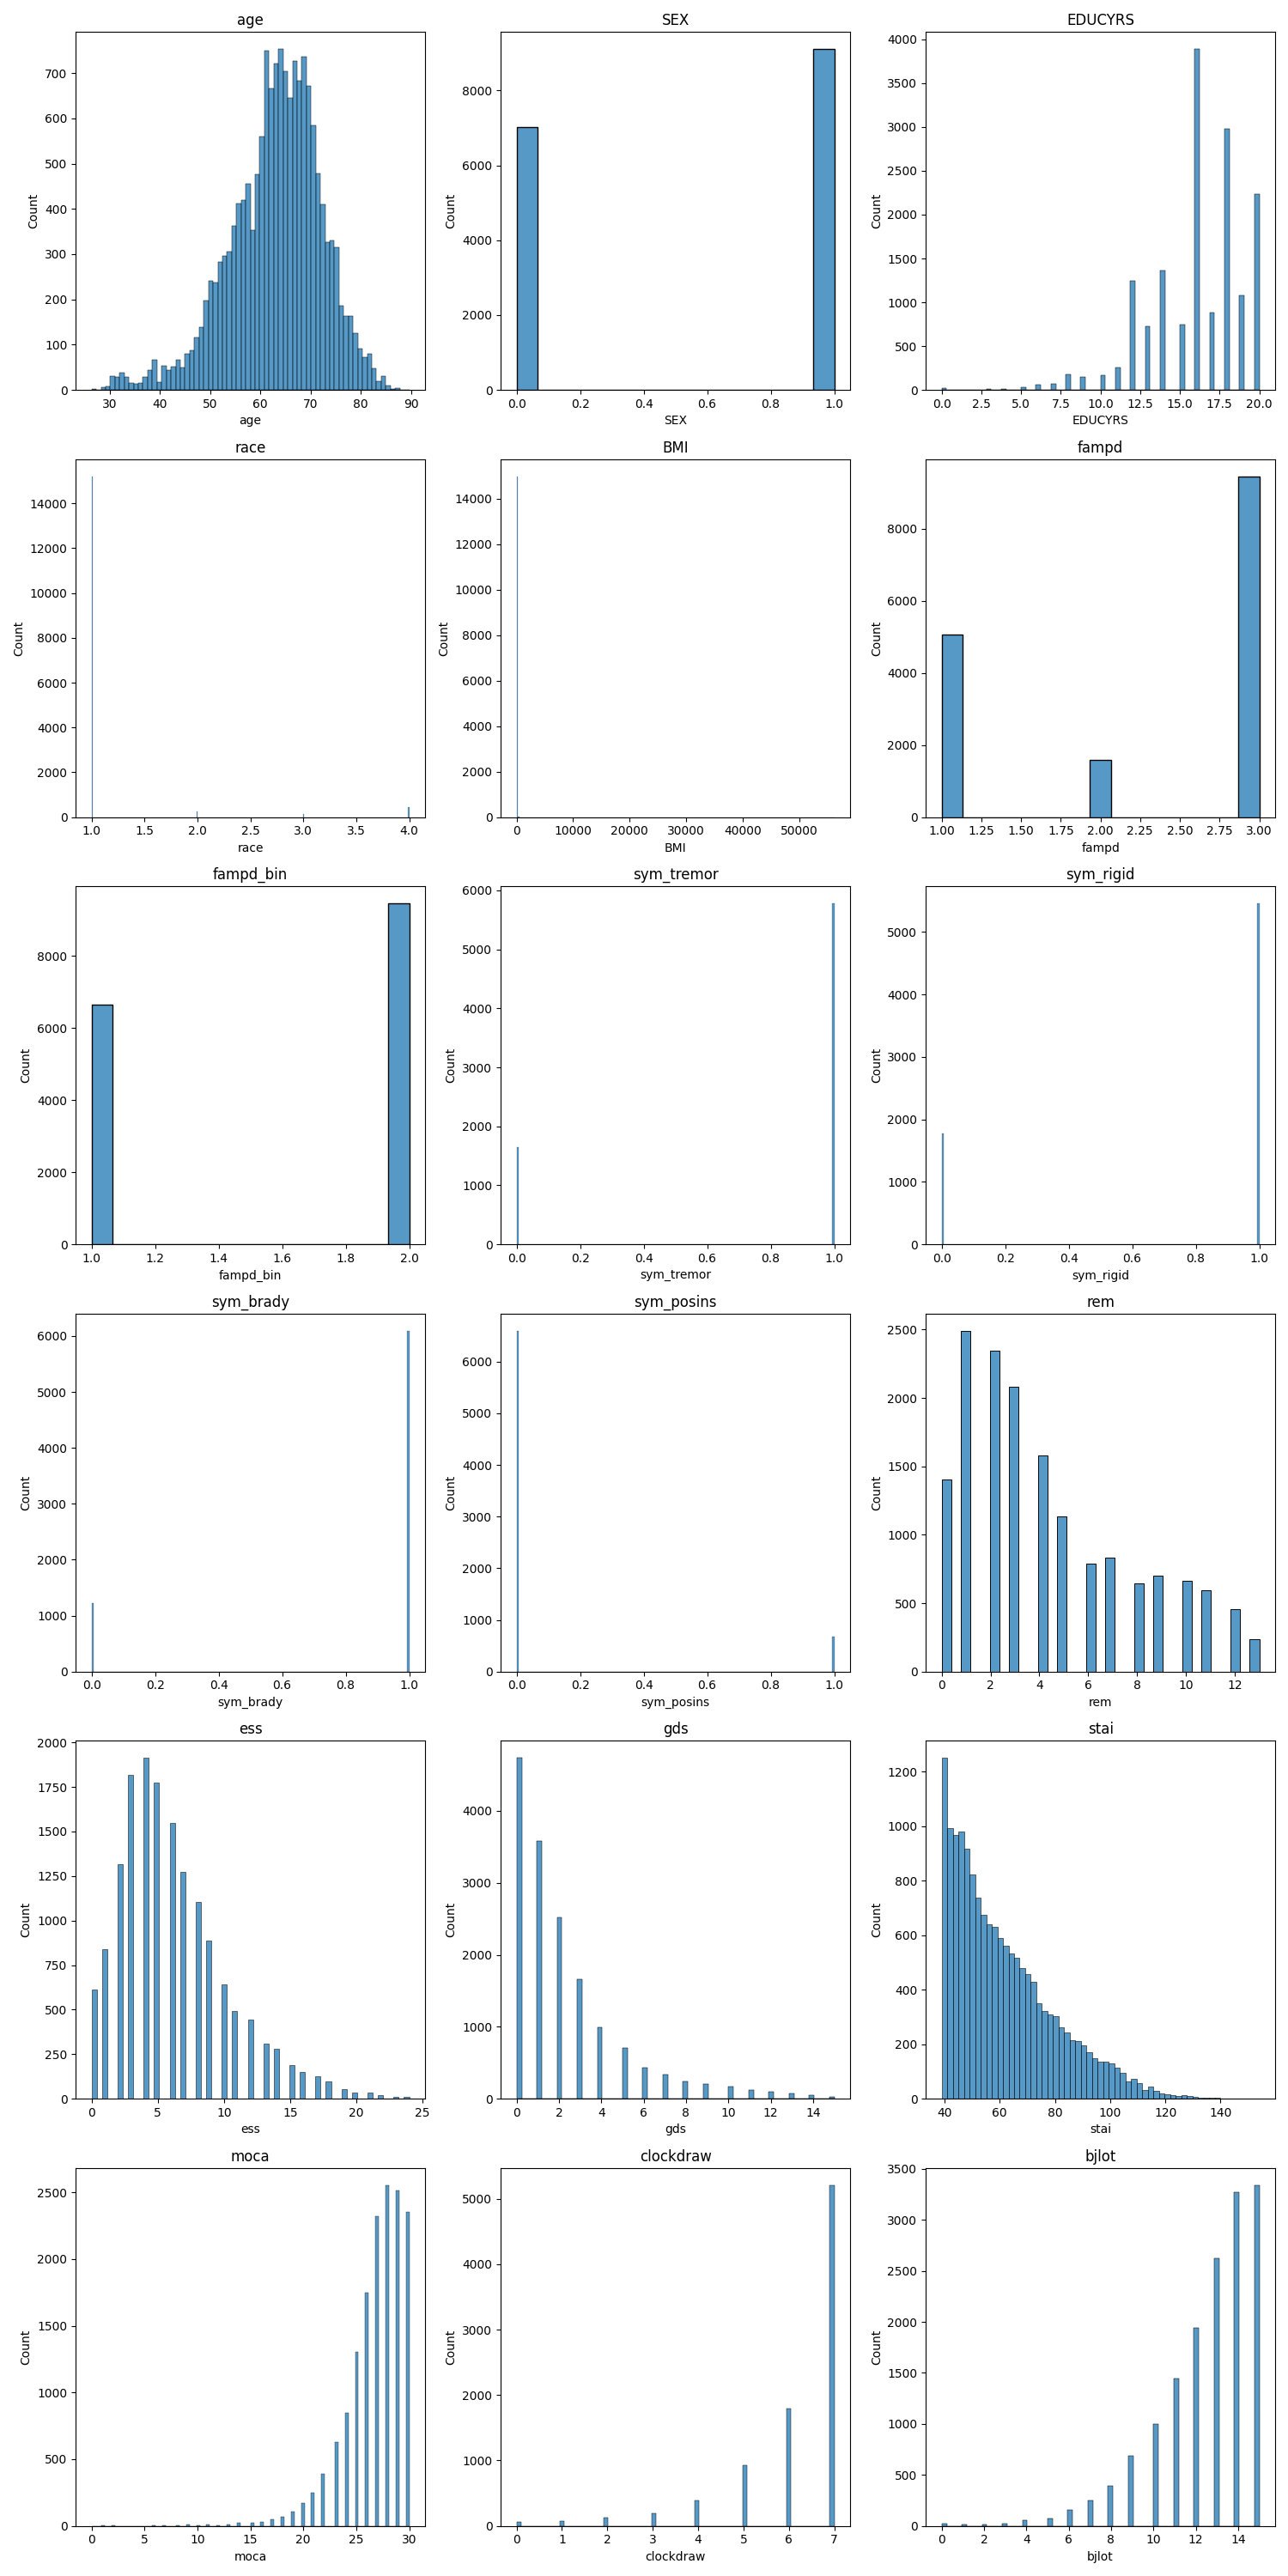 age
SEX
EDUCYRS
Count
0 100 200 300 400 500 600 700
30 40 50 60 70 80 90
age
Count
0 2000 4000 6000 8000
0.0 0.2 0.4 0.6 0.8 1.0
SEX
Count
0 500 1000 1500 2000 2500 3000 3500 4000
0.0 2.5 5.0 7.5 10.0 12.5 15.0 17.5 20.0
EDUCYRS
race
BMI
fampd
Count
0 2000 4000 6000 8000 10000 12000 14000
1.0 1.5 2.0 2.5 3.0 3.5 4.0
race
Count
0 2000 4000 6000 8000 10000 12000 14000
0 10000 20000 30000 40000 50000
BMI
Count
0 2000 4000 6000 8000
1.00 1.25 1.50 1.75 2.00 2.25 2.50 2.75 3.00
fampd
fampd_bin
sym_tremor
sym_rigid
Count
0 2000 4000 6000 8000
1.0 1.2 1.4 1.6 1.8 2.0
fampd_bin
Count
0 1000 2000 3000 4000 5000 6000
0.0 0.2 0.4 0.6 0.8 1.0
sym_tremor
Count
0 1000 2000 3000 4000 5000
0.0 0.2 0.4 0.6 0.8 1.0
sym_rigid
sym_brady
sym_posins
rem
Count
0 1000 2000 3000 4000 5000 6000
0.0 0.2 0.4 0.6 0.8 1.0
sym_brady
Count
0 1000 2000 3000 4000 5000 6000
0.0 0.2 0.4 0.6 0.8 1.0
sym_posins
Count
0 500 1000 1500 2000 2500
0 2 4 6 8 10 12
rem
ess
gds
stai
Count
0 250 500 750 1000 1250 1500 1750 2000
0 5 10 15 20 25
ess
Count
0 1000 2000 3000 4000
0 2 4 6 8 10 12 14
gds
Count
0 200 400 600 800 1000 1200
40 60 80 100 120 140
stai
moca
clockdraw
bjlot
Count
0 500 1000 1500 2000 2500
0 5 10 15 20 25 30
moca
Count
0 1000 2000 3000 4000 5000
0 1 2 3 4 5 6 7
clockdraw
Count
0 500 1000 1500 2000 2500 3000 3500
0 2 4 6 8 10 12 14
bjlot